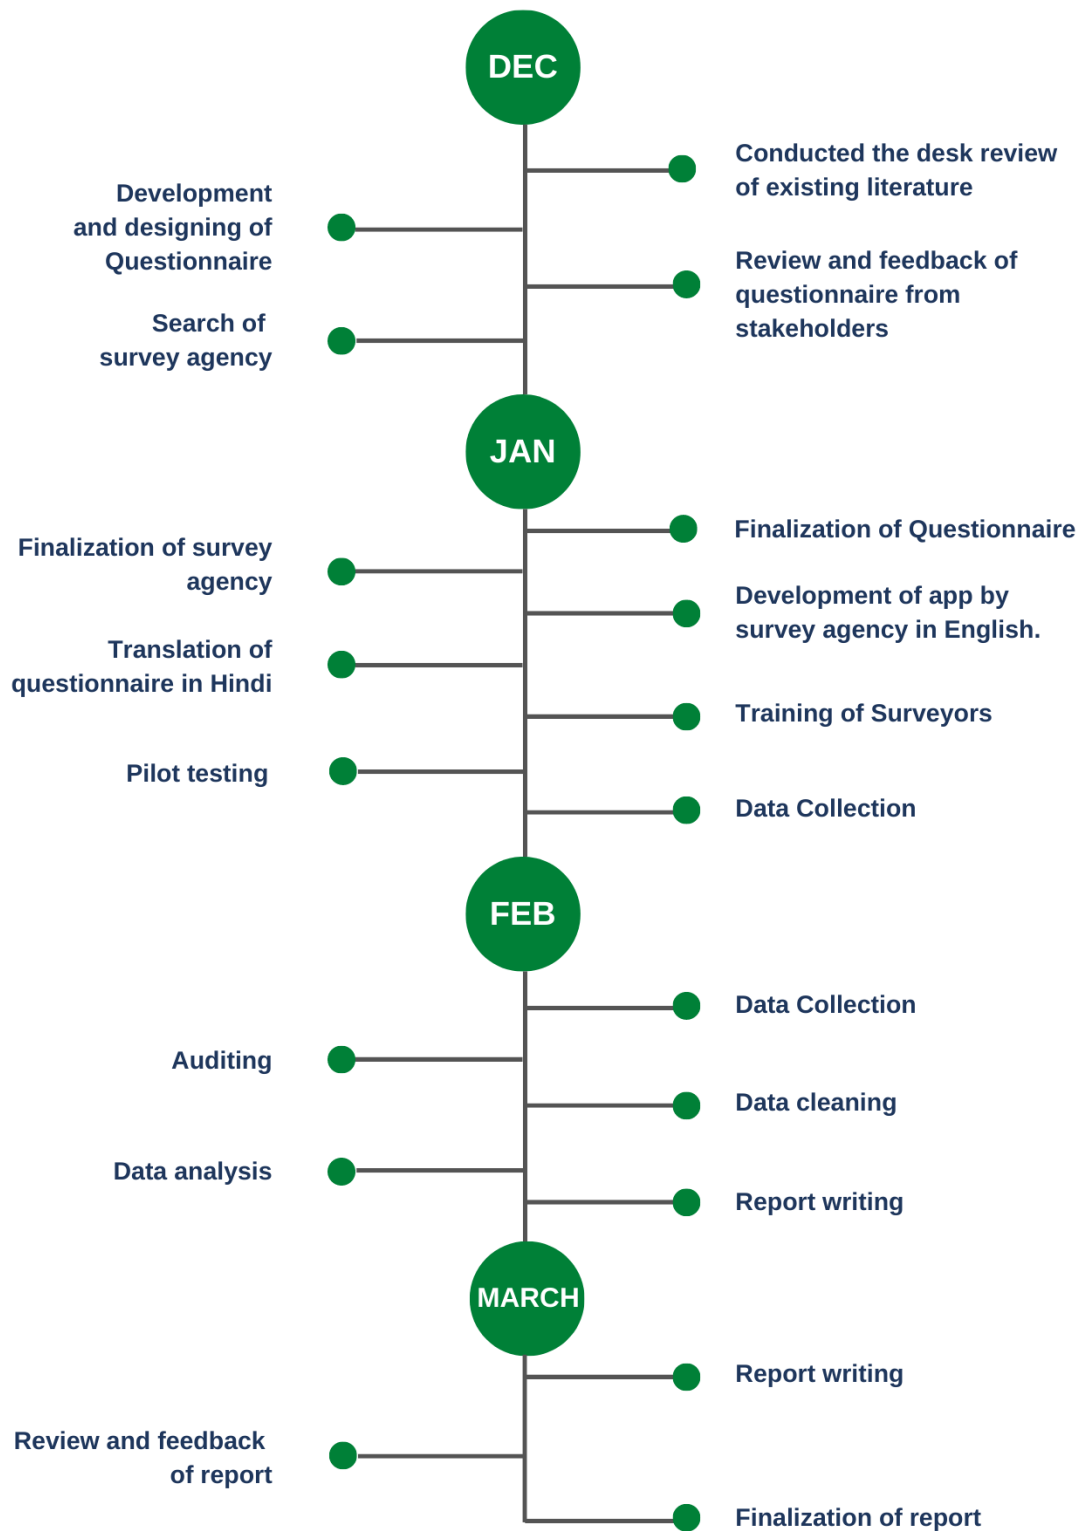 DEC
Conducted the desk review
of existing literature
Development
and designing of
Questionnaire
Review and feedback of
questionnaire from
stakeholders
Search of
survey agency
JAN
Finalization of Questionnaire
Finalization of survey
agency
Development of app by
survey agency in English.
Translation of
questionnaire in Hindi
Training of Surveyors
Pilot testing
Data Collection
FEB
Data Collection
Auditing
Data cleaning
Data analysis
Report writing
MARCH
Report writing
Review and feedback
of report
Finalization of report